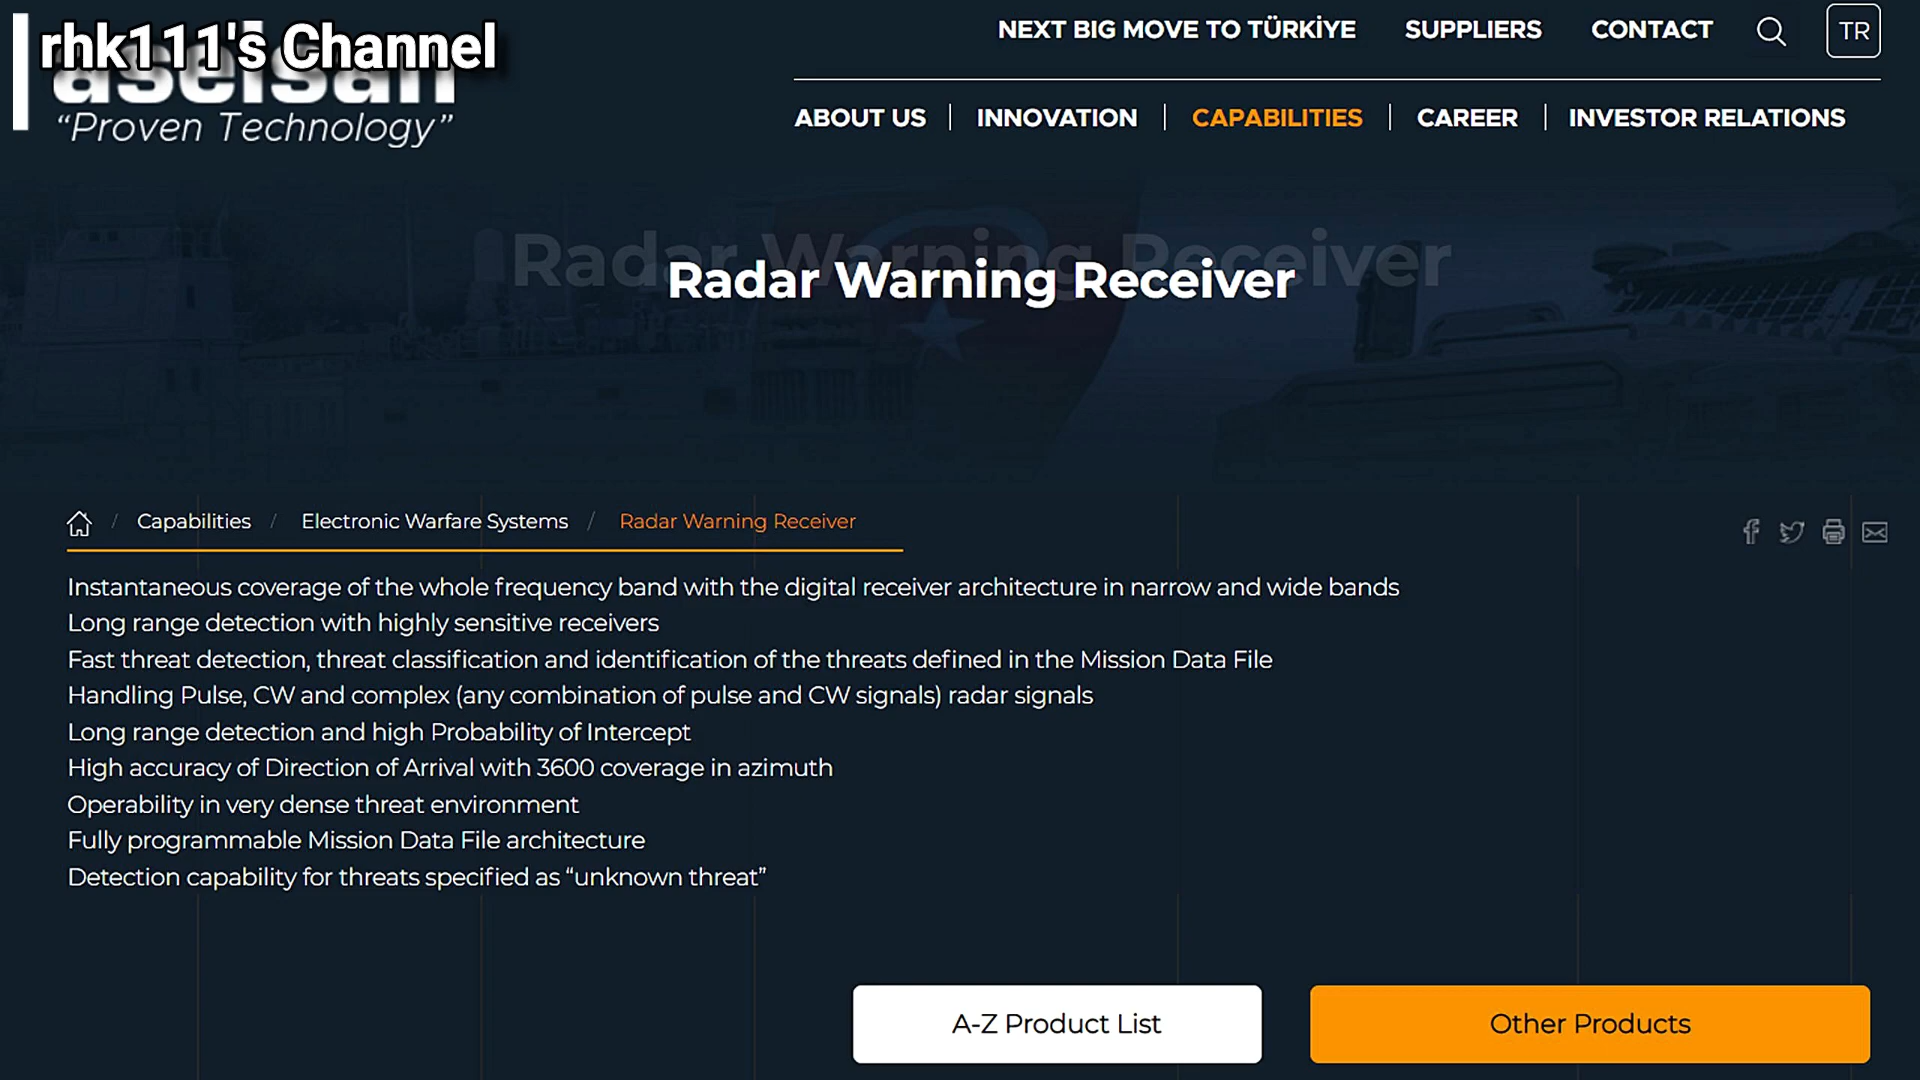 rhk111's Channel
aselsan
"Proven Technology"
NEXT BIG MOVE TO TÜRKİYE
SUPPLIERS
CONTACT
TR
ABOUT US
INNOVATION
CAPABILITIES
CAREER
INVESTOR RELATIONS
Radar Warning Receiver
Radar Warning Receiver
/ Capabilities / Electronic Warfare Systems / Radar Warning Receiver
Instantaneous coverage of the whole frequency band with the digital receiver architecture in narrow and wide bands
Long range detection with highly sensitive receivers
Fast threat detection, threat classification and identification of the threats defined in the Mission Data File
Handling Pulse, CW and complex (any combination of pulse and CW signals) radar signals
Long range detection and high Probability of Intercept
High accuracy of Direction of Arrival with 3600 coverage in azimuth
Operability in very dense threat environment
Fully programmable Mission Data File architecture
Detection capability for threats specified as “unknown threat”
A-Z Product List
Other Products